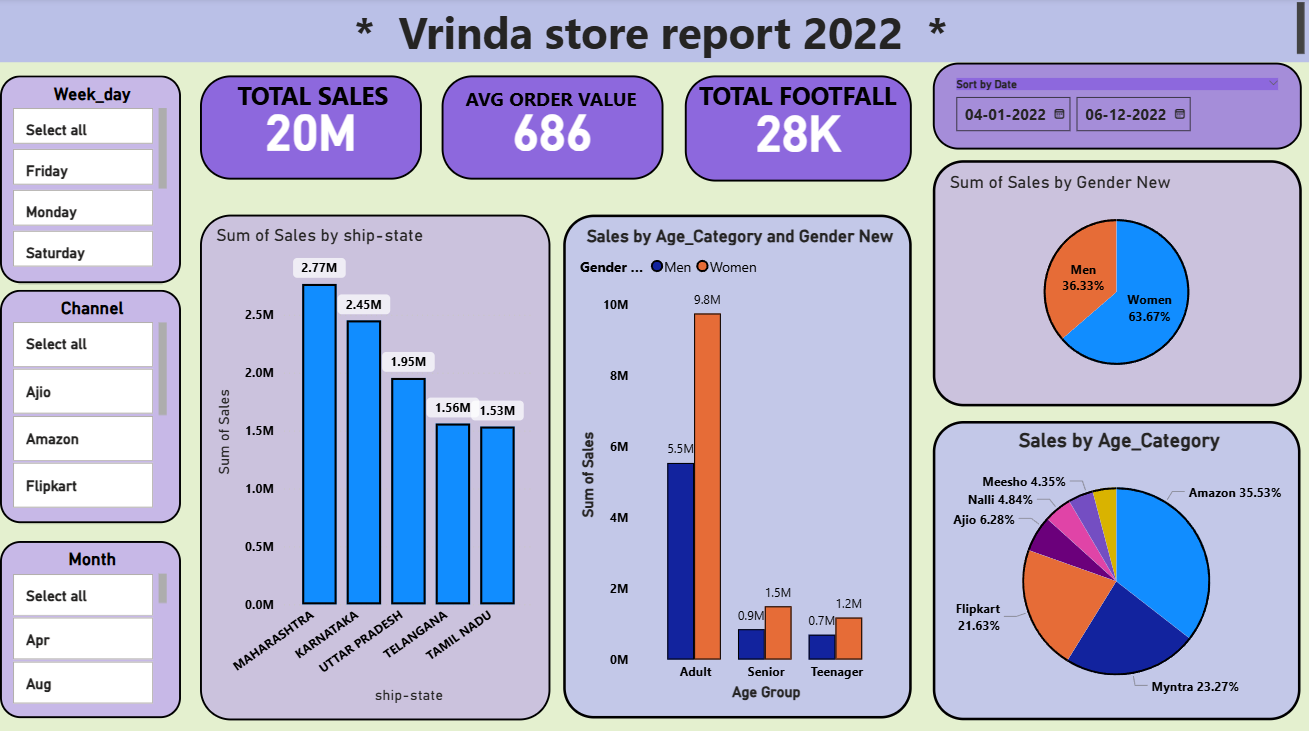 * Vrinda store report 2022 *
Week_day
Select all
Friday
Monday
Saturday
Channel
Select all
Ajio
Amazon
Flipkart
Month
Select all
Apr
Aug
TOTAL SALES
20M
AVG ORDER VALUE
686
TOTAL FOOTFALL
28K
Sort by Date
04-01-2022
06-12-2022
Sum of Sales by ship-state
Sum of Sales
2.5M
2.0M
1.5M
1.0M
0.5M
0.0M
2.77M
2.45M
1.95M
1.56M
1.53M
MAHARASHTRA
KARNATAKA
UTTAR PRADESH
TELANGANA
TAMIL NADU
ship-state
Sales by Age_Category and Gender New
Gender ... Men Women
Sum of Sales
10M
8M
6M
4M
2M
0M
5.5M
9.8M
0.9M
1.5M
0.7M
1.2M
Adult
Senior
Teenager
Age Group
Sum of Sales by Gender New
Men
36.33%
Women
63.67%
Sales by Age_Category
Meesho 4.35%
Nalli 4.84%
Ajio 6.28%
Amazon 35.53%
Flipkart
21.63%
Myntra 23.27%